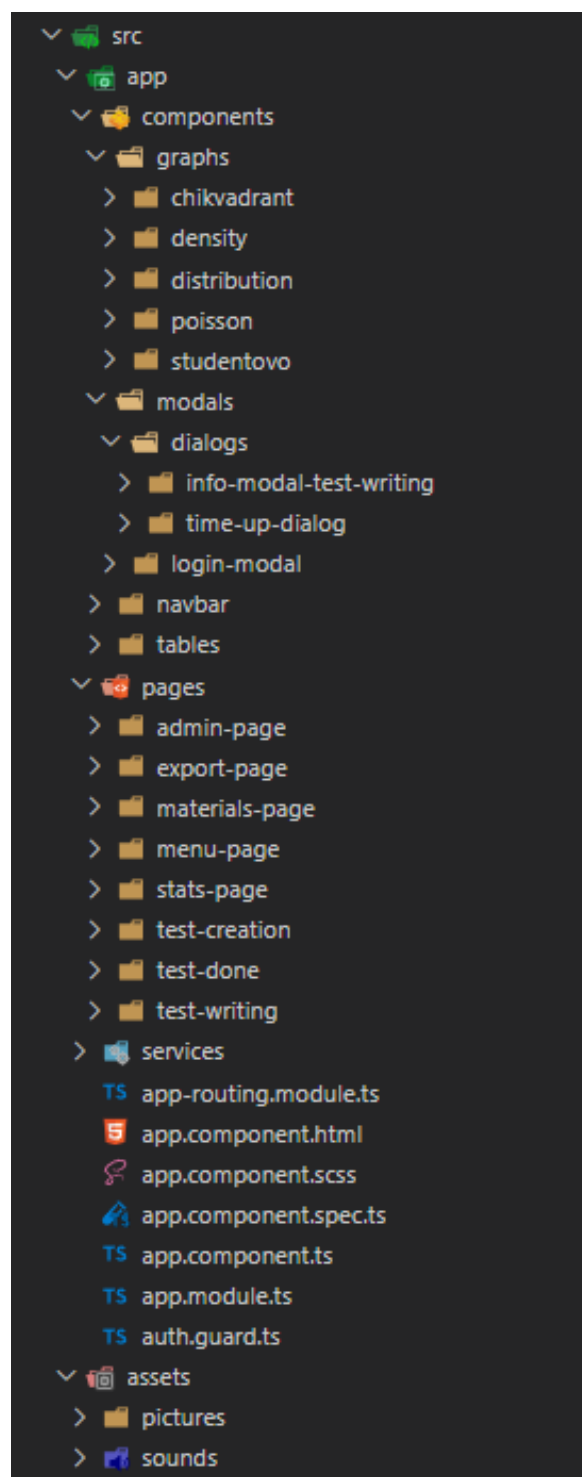 src
app
components
graphs
chikvadrant
density
distribution
poisson
studentovo
modals
dialogs
info-modal-test-writing
time-up-dialog
login-modal
navbar
tables
pages
admin-page
export-page
materials-page
menu-page
stats-page
test-creation
test-done
test-writing
services
TS app-routing.module.ts
5 app.component.html
app.component.scss
app.component.spec.ts
TS app.component.ts
TS app.module.ts
TS auth.guard.ts
assets
pictures
sounds